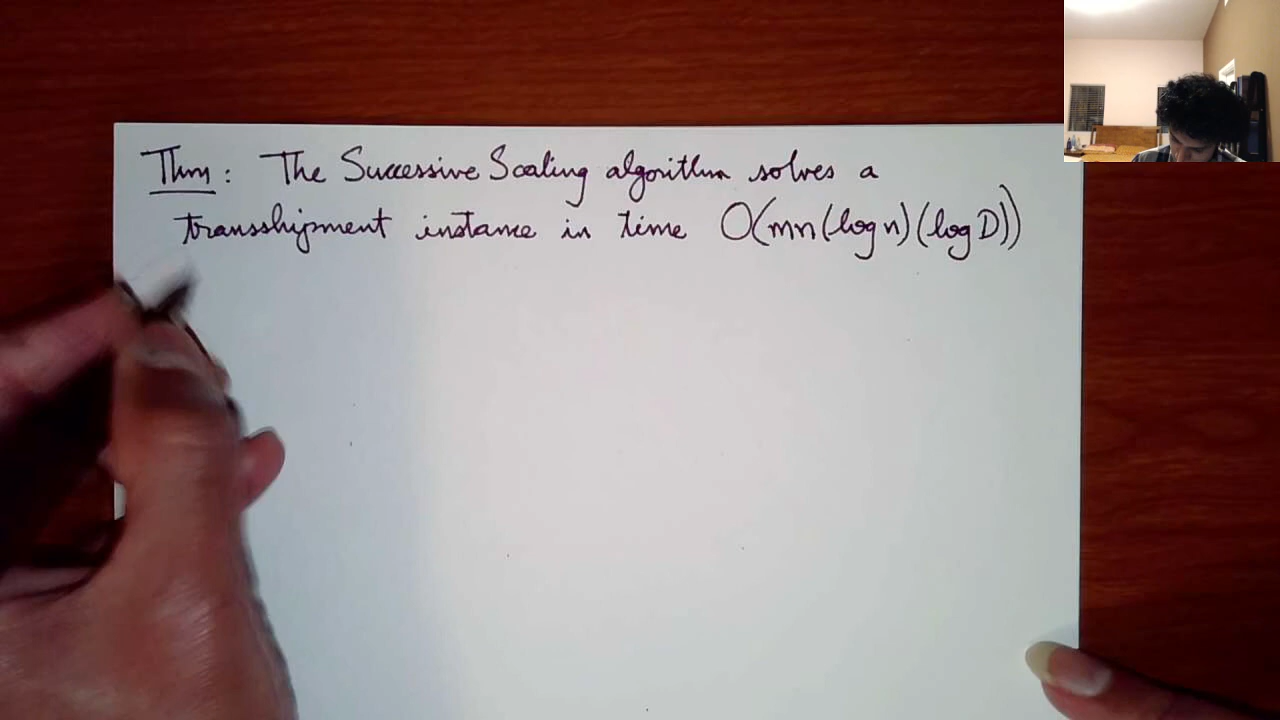 Thm: The Successive Scaling algorithm solves a
transshipment instance in time O(mn(log n)(log D))